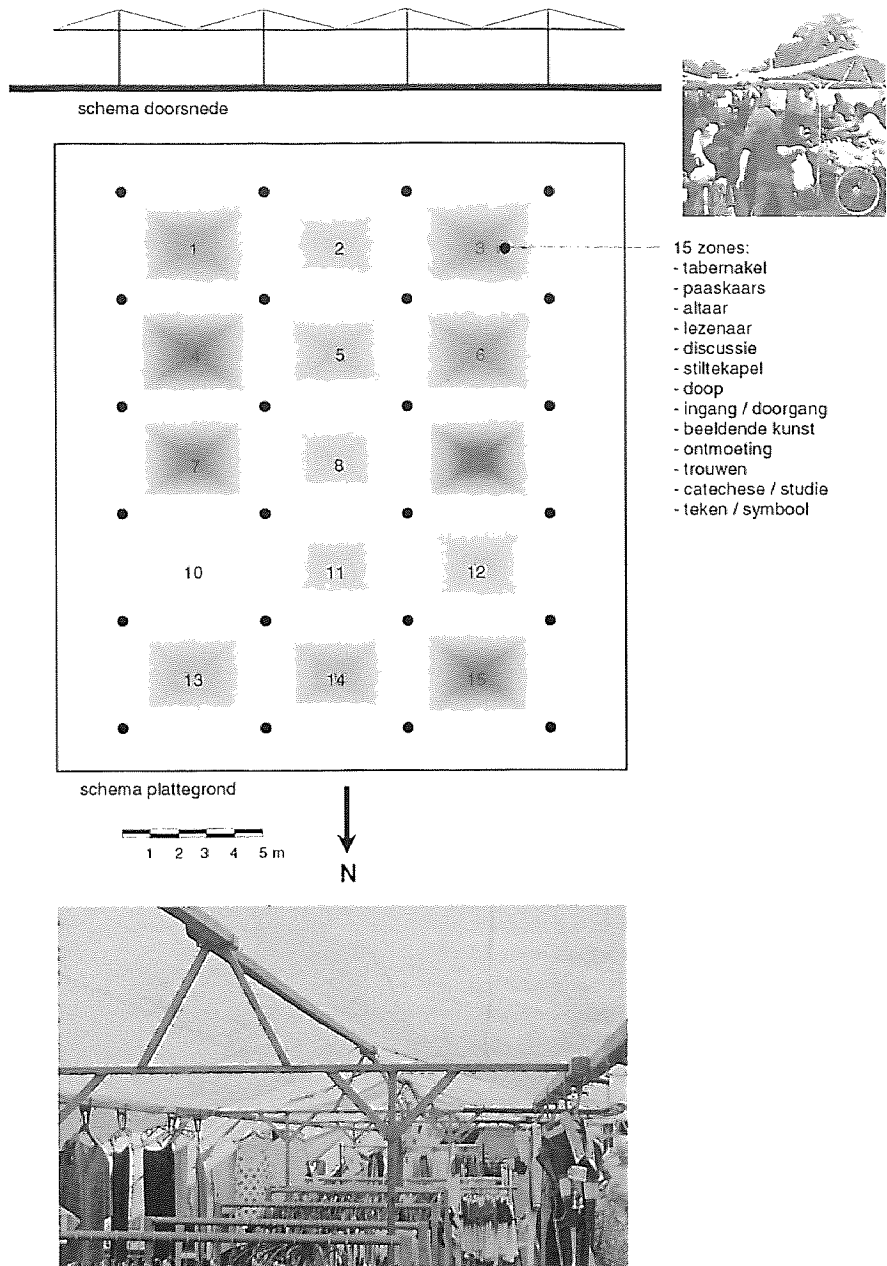 schema doorsnede
1
2
3
15 zones:
- tabernakel
- paaskaars
- altaar
- lezenaar
- discussie
- stiltekapel
- doop
- ingang / doorgang
- beeldende kunst
- ontmoeting
- trouwen
- catechese / studie
- teken / symbool
4
5
6
7
8
10
11
12
13
14
15
schema plattegrond
1 2 3 4 5 m
N